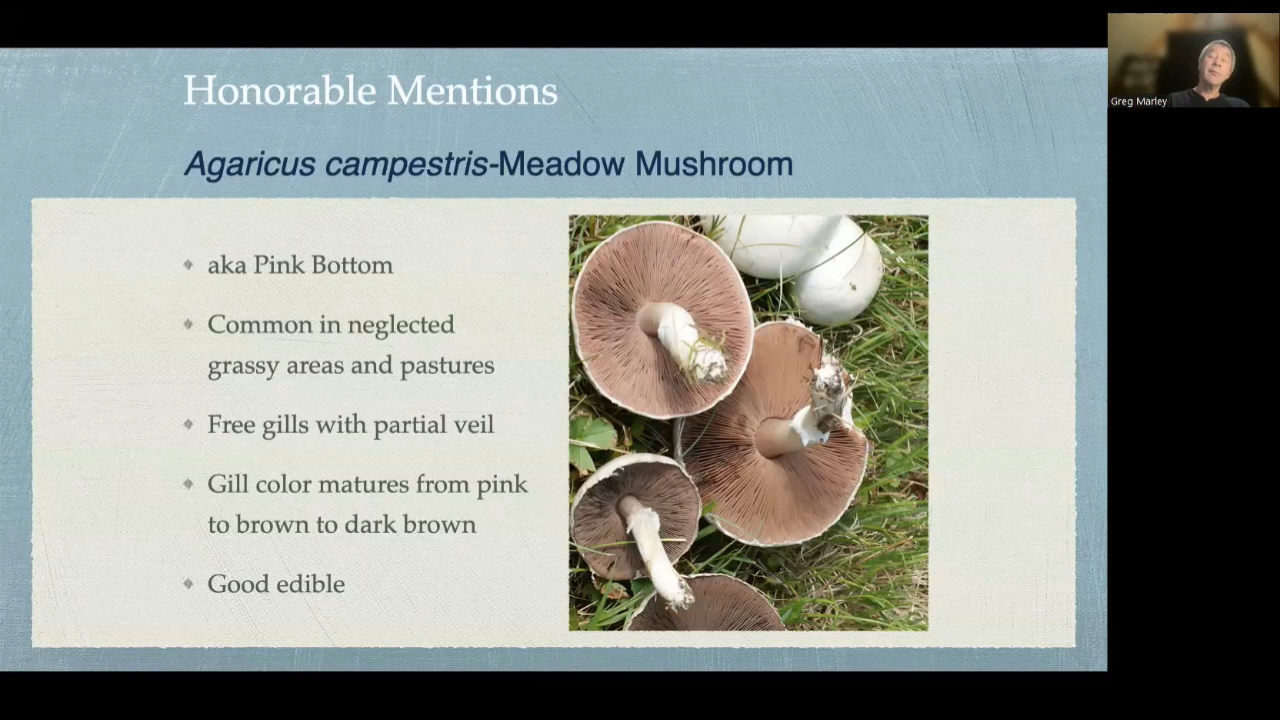 Honorable Mentions
Agaricus campestris-Meadow Mushroom
aka Pink Bottom
Common in neglected
grassy areas and pastures
Free gills with partial veil
Gill color matures from pink
to brown to dark brown
Good edible
Greg Marley